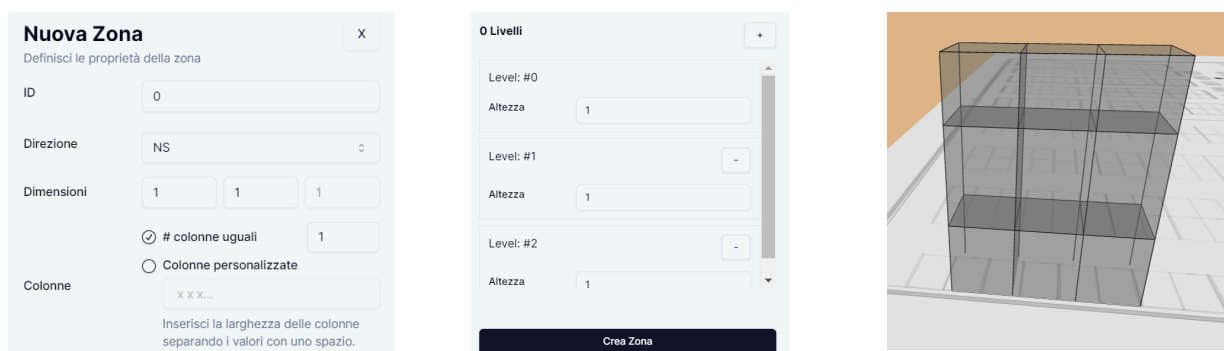 Nuova Zona
X
Definisci le proprietà della zona
ID
0
Direzione
NS
Dimensioni
1
1
1
# colonne uguali
1
Colonne personalizzate
Colonne
x x x...
Inserisci la larghezza delle colonne
separando i valori con uno spazio.
0 Livelli
+
Level: #0
Altezza
1
Level: #1
-
Altezza
1
Level: #2
-
Altezza
1
Crea Zona